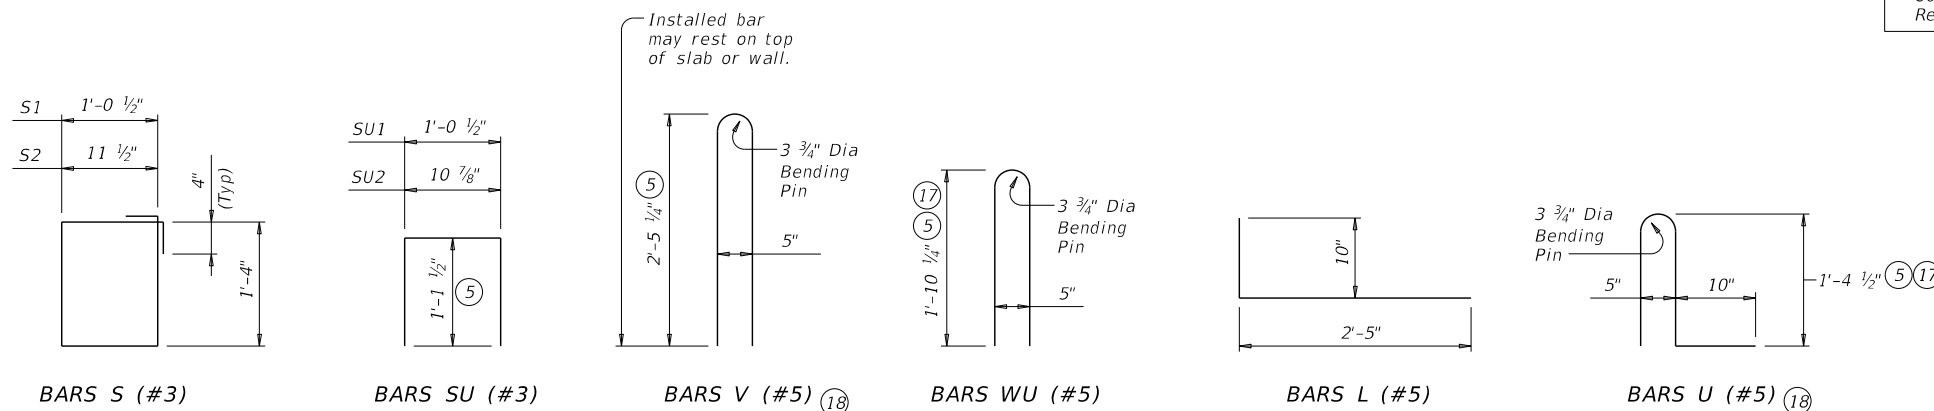 Re
Installed bar
may rest on top
of slab or wall.
S1 1'-0 ½"
S2 11 ½"
4"
(Typ)
1'-4"
BARS S (#3)
SU1 1'-0 ½"
SU2 10 ⅞"
1'-1 ½" 5
BARS SU (#3)
2'-5 ¼" 5
3 ¾" Dia
Bending
Pin
5"
BARS V (#5) 18
17
5
1'-10 ¼"
3 ¾" Dia
Bending
Pin
5"
BARS WU (#5)
10"
2'-5"
BARS L (#5)
3 ¾" Dia
Bending
Pin
5" 10"
1'-4 ½" 5 17
BARS U (#5) 18